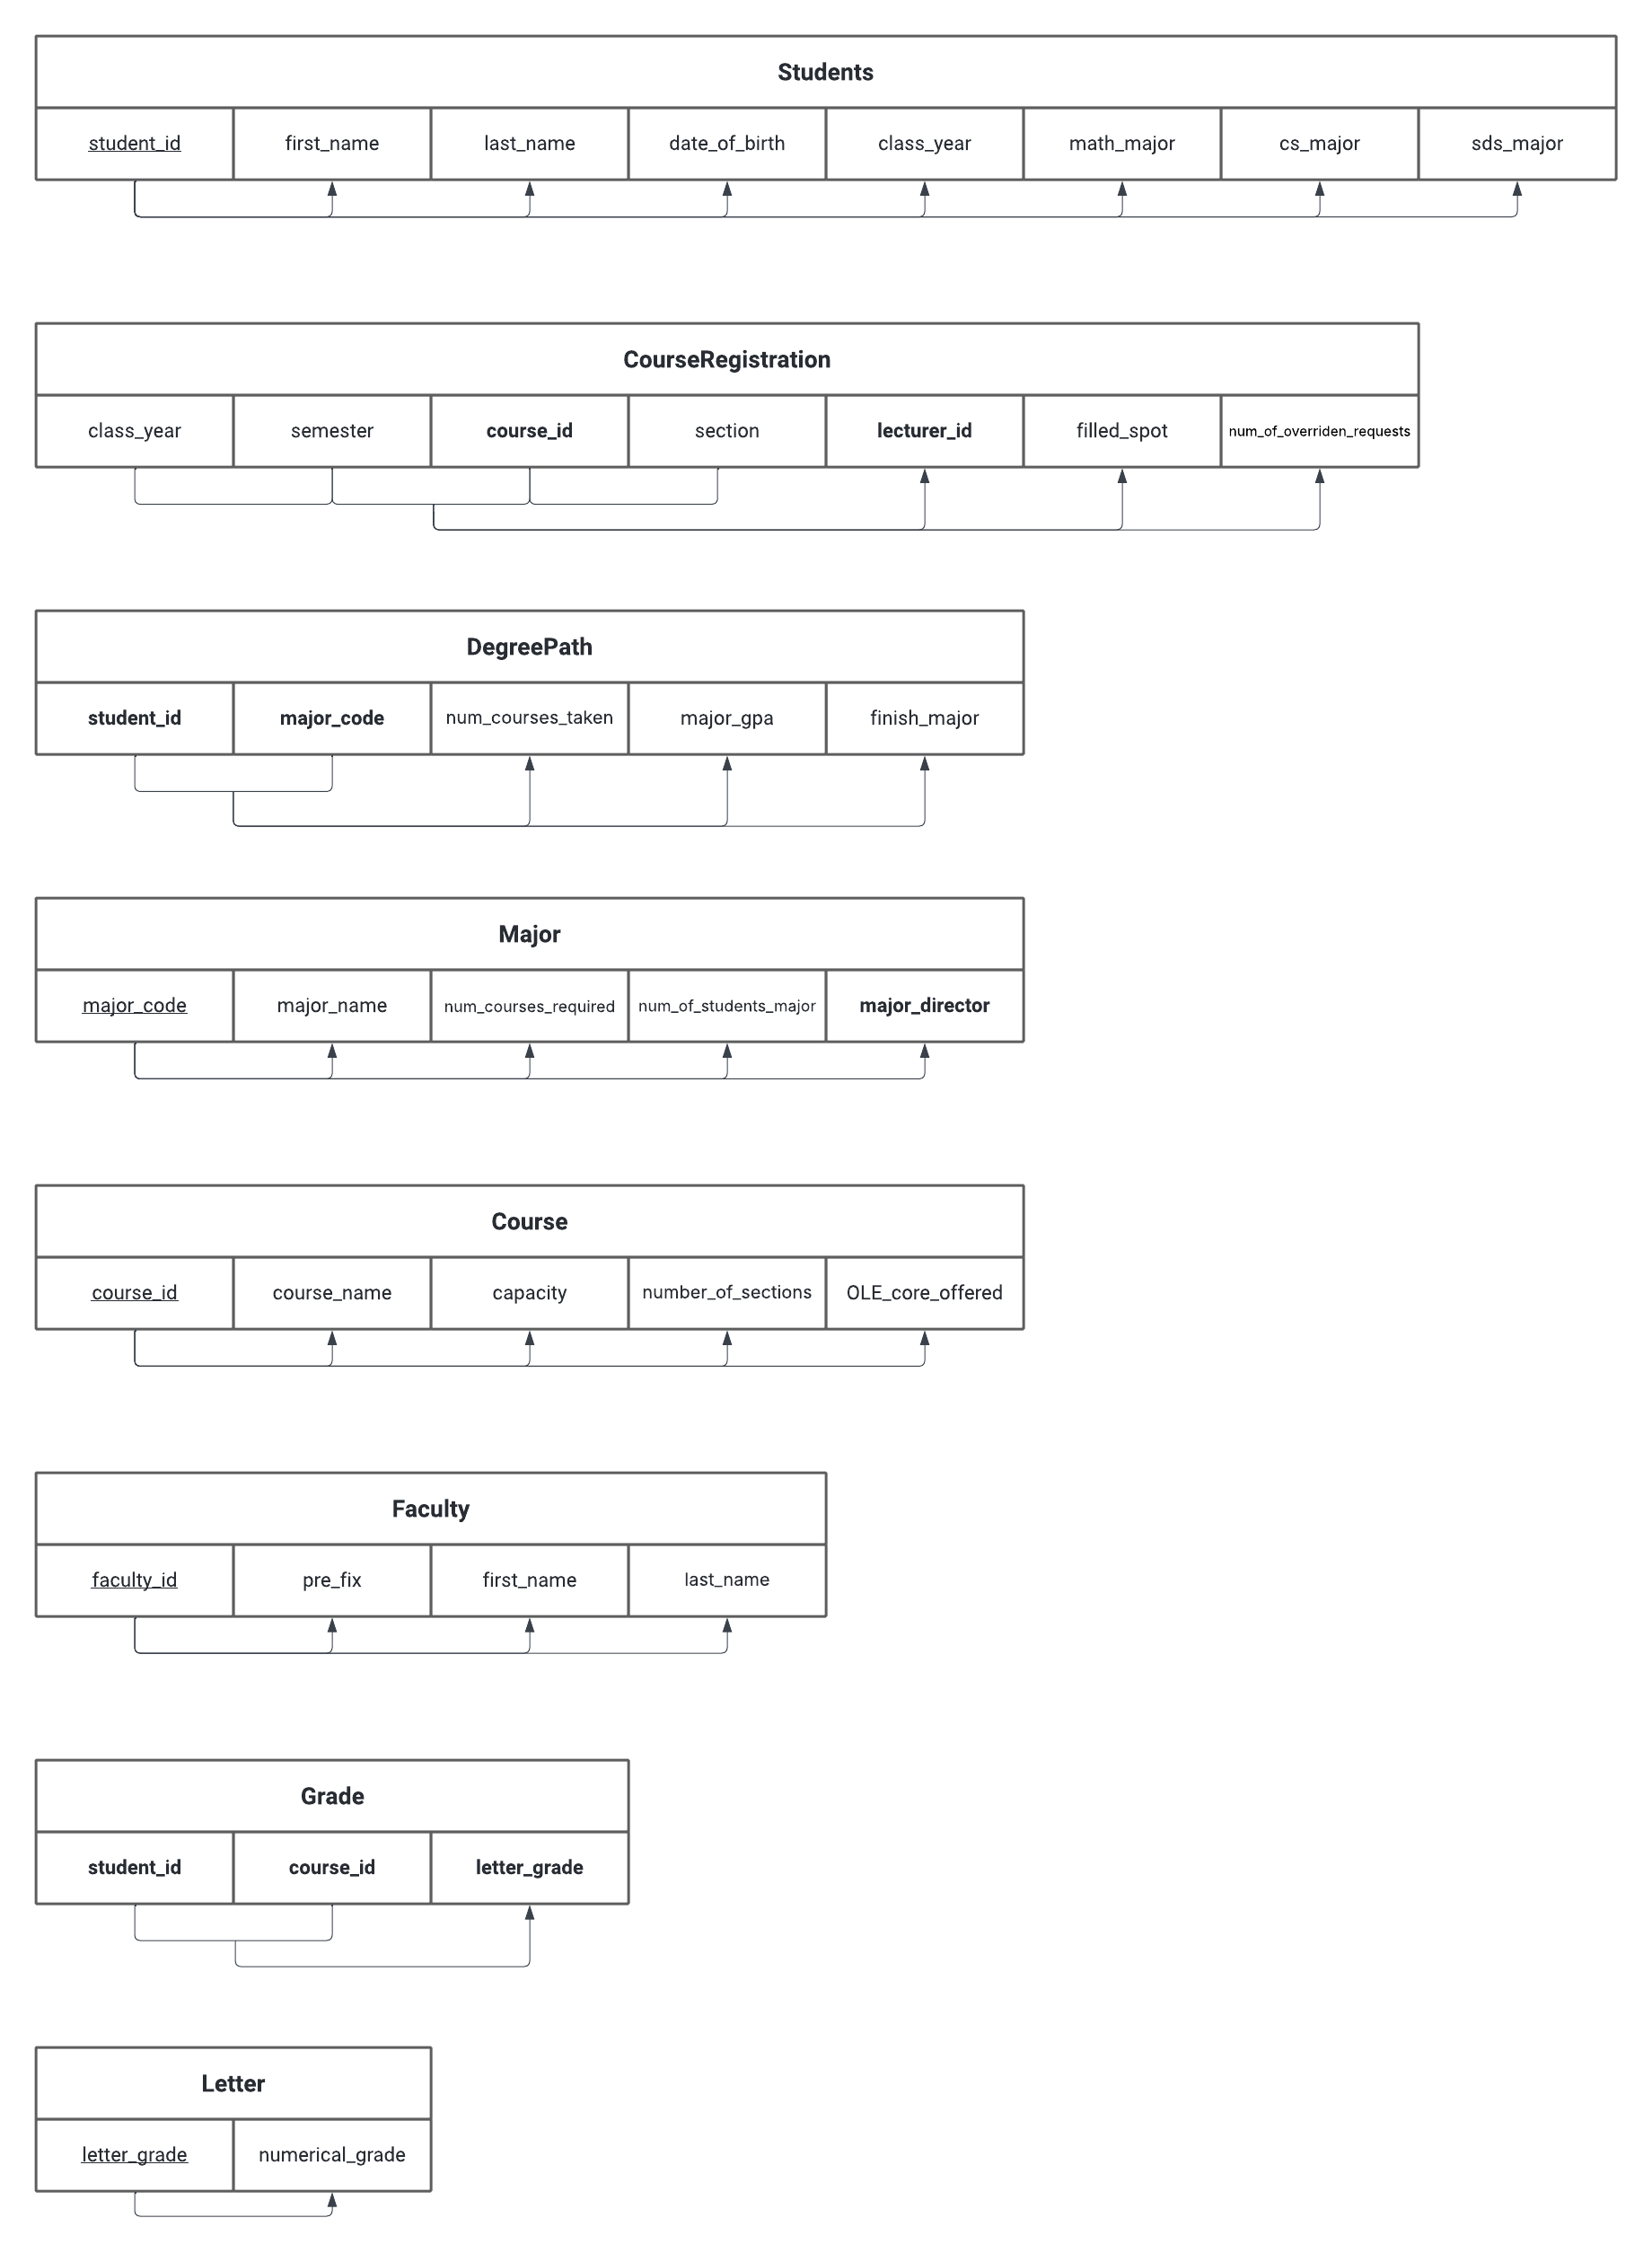 Students
student_id first_name last_name date_of_birth class_year math_major cs_major sds_major
CourseRegistration
class_year semester course_id section lecturer_id filled_spot num_of_overriden_requests
DegreePath
student_id major_code num_courses_taken major_gpa finish_major
Major
major_code major_name num_courses_required num_of_students_major major_director
Course
course_id course_name capacity number_of_sections OLE_core_offered
Faculty
faculty_id pre_fix first_name last_name
Grade
student_id course_id letter_grade
Letter
letter_grade numerical_grade